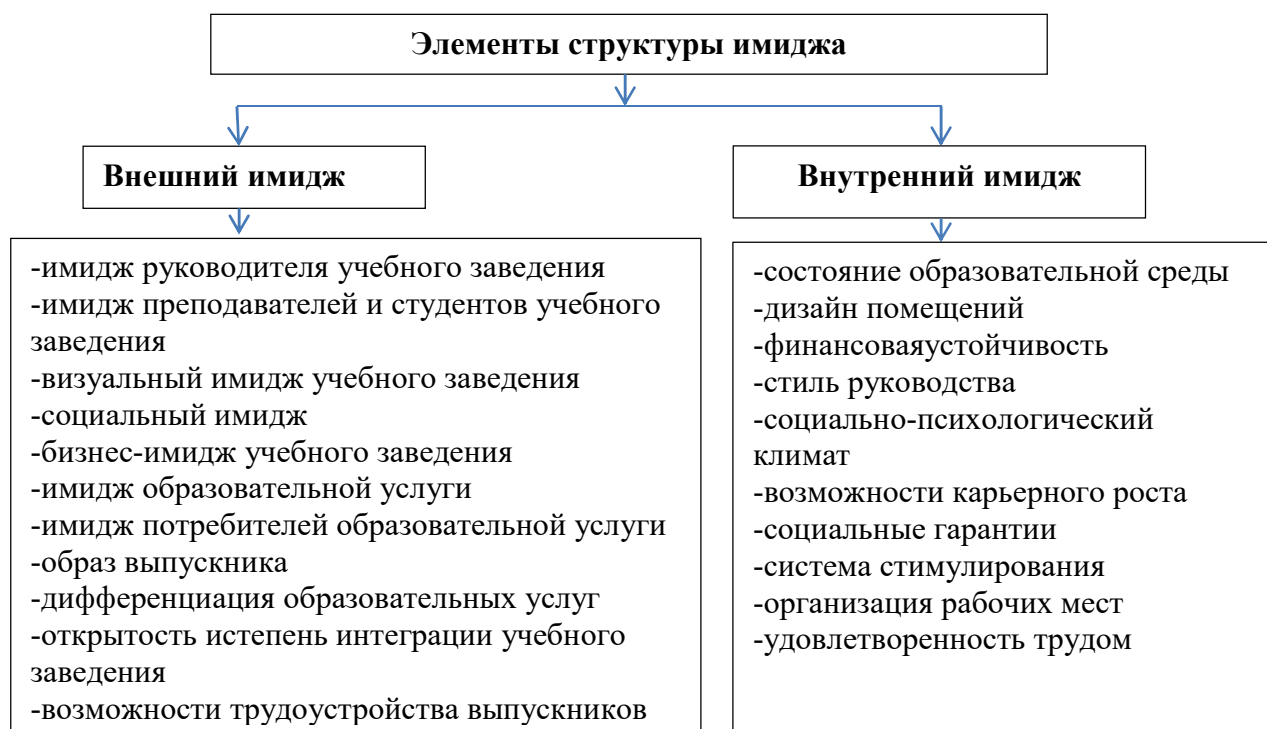 Элементы структуры имиджа
Внешний имидж
Внутренний имидж
-имидж руководителя учебного заведения
-имидж преподавателей и студентов учебного
заведения
-визуальный имидж учебного заведения
-социальный имидж
-бизнес-имидж учебного заведения
-имидж образовательной услуги
-имидж потребителей образовательной услуги
-образ выпускника
-дифференциация образовательных услуг
-открытость истепень интеграции учебного
заведения
-возможности трудоустройства выпускников
-состояние образовательной среды
-дизайн помещений
-финансоваяустойчивость
-стиль руководства
-социально-психологический
климат
-возможности карьерного роста
-социальные гарантии
-система стимулирования
-организация рабочих мест
-удовлетворенность трудом